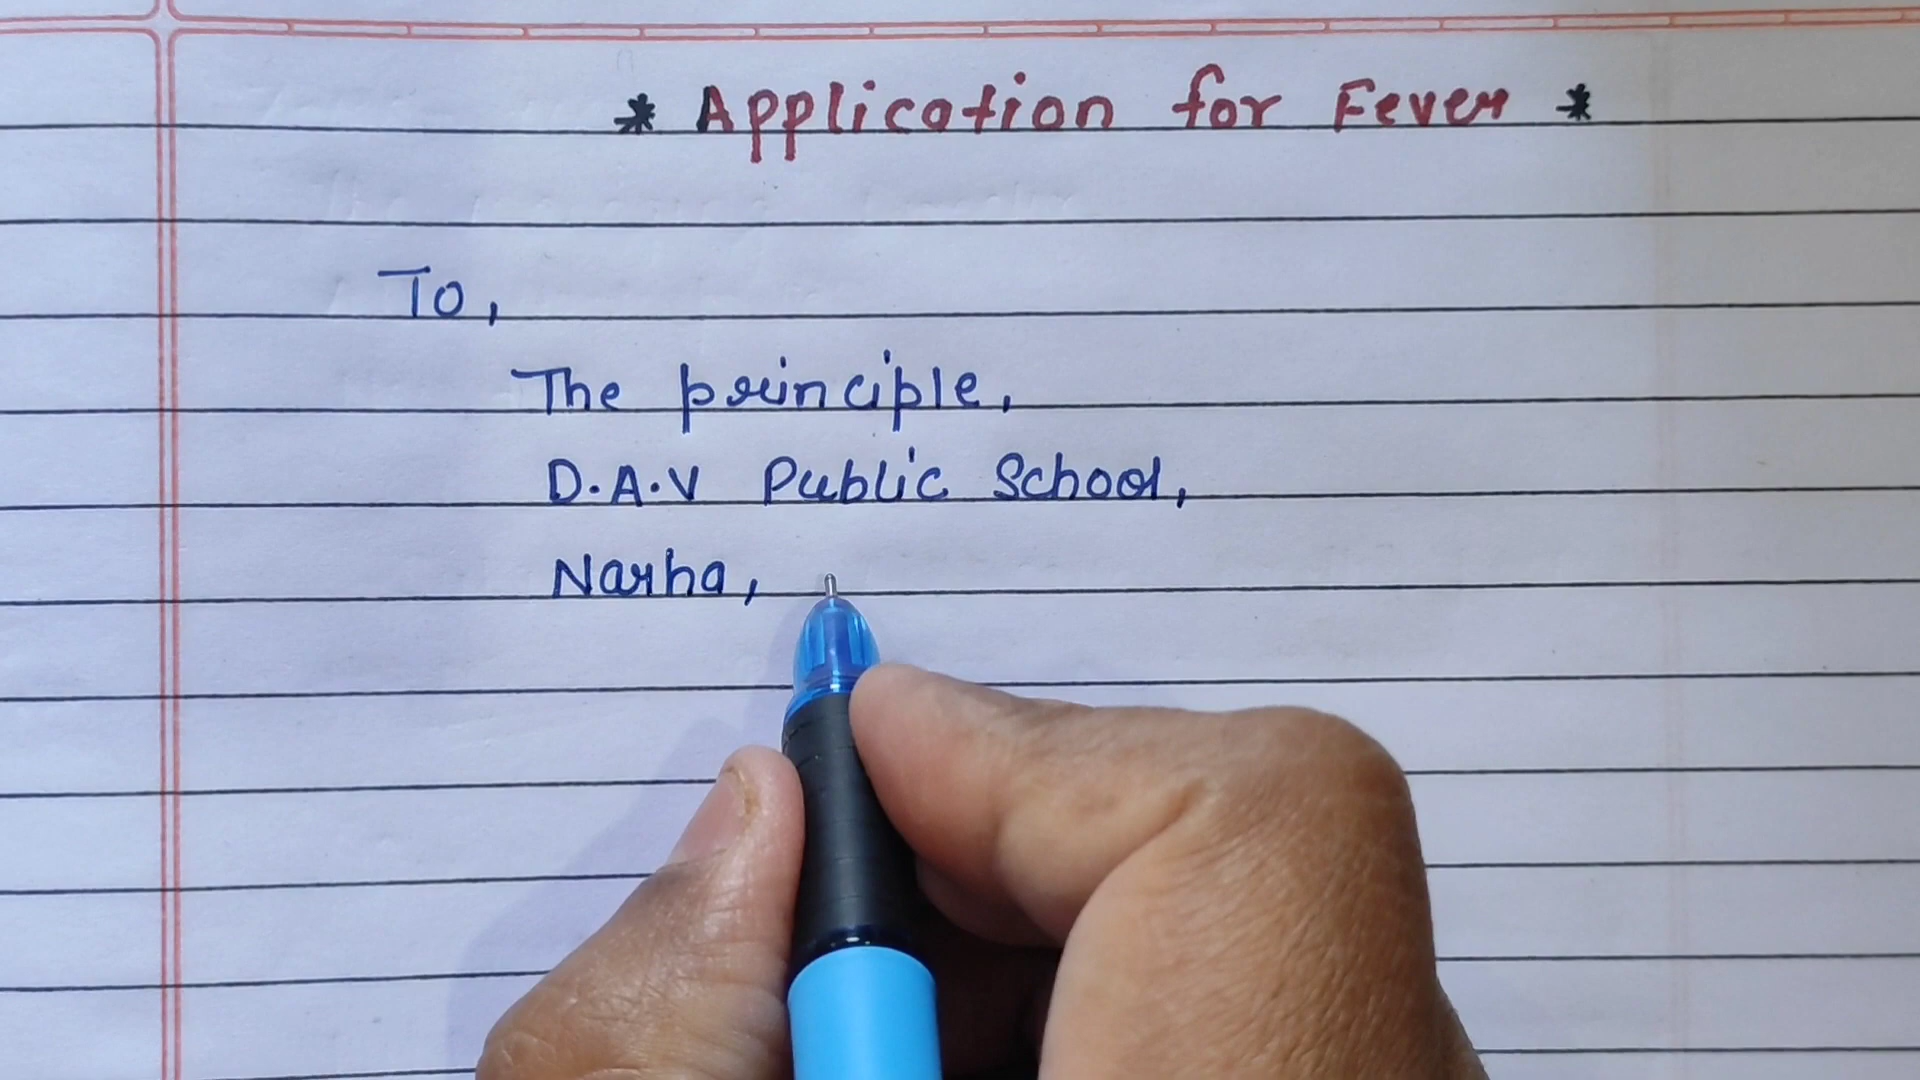 * Application for Fever *
To,
The principle,
D.A.V Public School,
Narha,